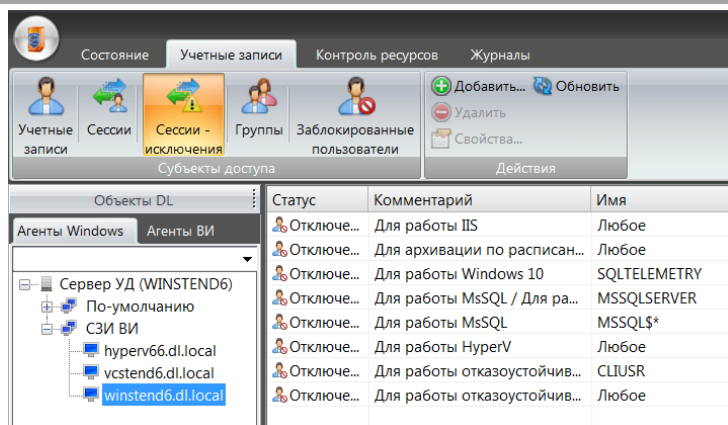 Состояние Учетные записи Контроль ресурсов Журналы
Учетные записи
Сессии
Сессии - исключения
Группы
Заблокированные пользователи
Субъекты доступа
Добавить... Обновить
Удалить
Свойства...
Действия
Объекты DL
Агенты Windows Агенты ВИ
Сервер УД (WINSTEND6)
По-умолчанию
СЗИ ВИ
hyperv66.dl.local
vcstend6.dl.local
winstend6.dl.local
Статус Комментарий Имя
Отключе... Для работы IIS Любое
Отключе... Для архивации по расписан... Любое
Отключе... Для работы Windows 10 SQLTELEMETRY
Отключе... Для работы MsSQL / Для ра... MSSQLSERVER
Отключе... Для работы MsSQL MSSQL$*
Отключе... Для работы HyperV Любое
Отключе... Для работы отказоустойчив... CLIUSR
Отключе... Для работы отказоустойчив... Любое